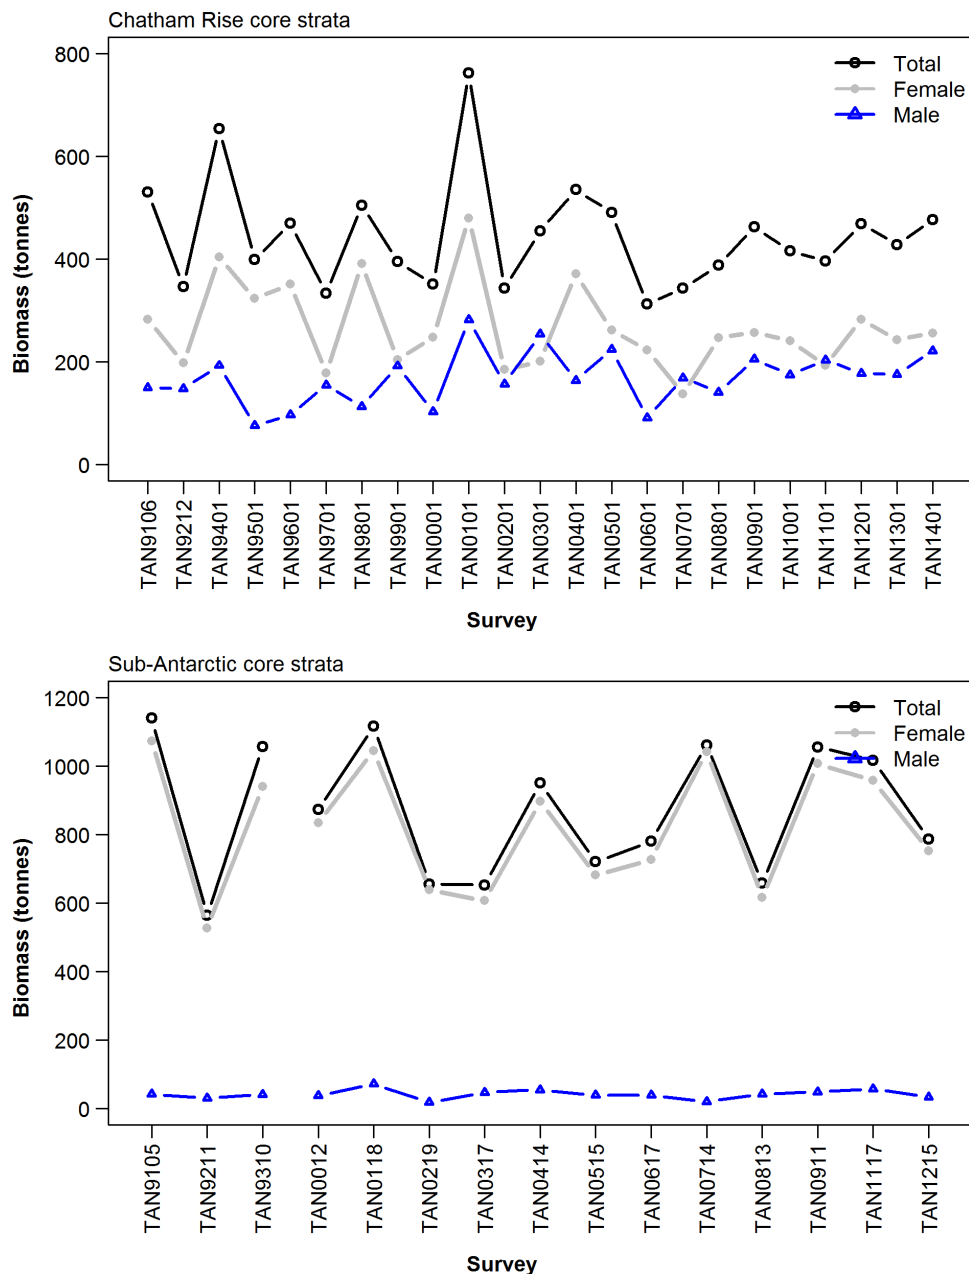 Chatham Rise core strata
800
600
400
200
0
Biomass (tonnes)
Total
Female
Male
TAN9106
TAN9212
TAN9401
TAN9501
TAN9601
TAN9701
TAN9801
TAN9901
TAN0001
TAN0101
TAN0201
TAN0301
TAN0401
TAN0501
TAN0601
TAN0701
TAN0801
TAN0901
TAN1001
TAN1101
TAN1201
TAN1301
TAN1401
Survey
Sub-Antarctic core strata
1200
1000
800
600
400
200
0
Biomass (tonnes)
Total
Female
Male
TAN9105
TAN9211
TAN9310
TAN0012
TAN0118
TAN0219
TAN0317
TAN0414
TAN0515
TAN0617
TAN0714
TAN0813
TAN0911
TAN1117
TAN1215
Survey